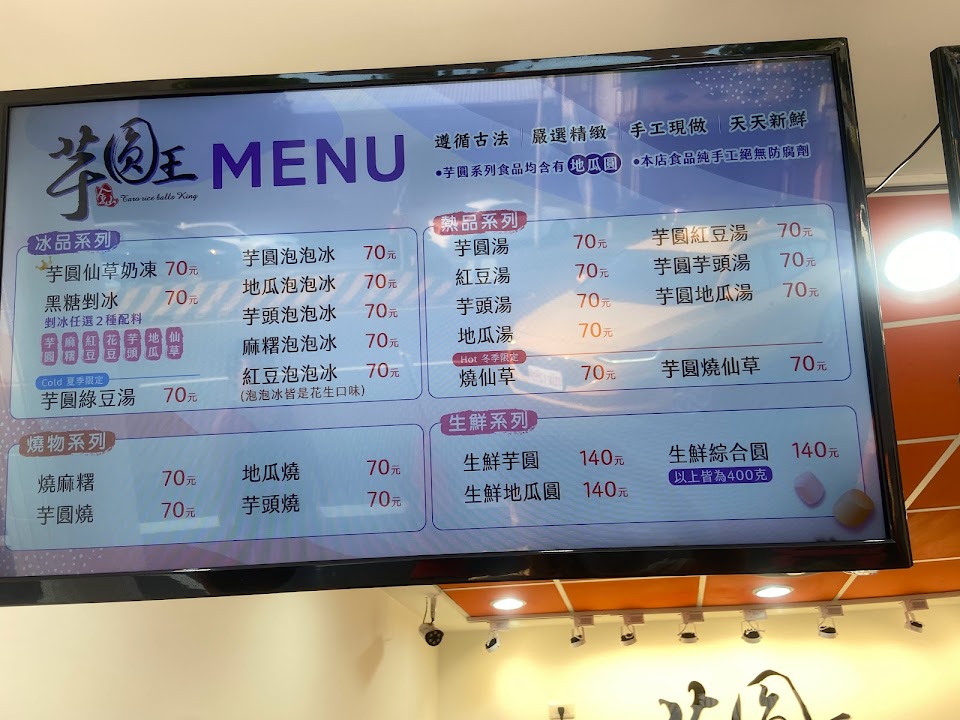 芋圓王
Taro rice balls King
MENU
遵循古法 | 嚴選精緻 | 手工現做 | 天天新鮮
•芋圓系列食品均含有 地瓜圓 •本店食品純手工絕無防腐劑
冰品系列
芋圓仙草奶凍 70元
黑糖剉冰 70元
剉冰任選2種配料
芋圓 麻糬 紅豆 花豆 芋頭 地瓜 仙草
Cold 夏季限定
芋圓綠豆湯 70元
芋圓泡泡冰 70元
地瓜泡泡冰 70元
芋頭泡泡冰 70元
麻糬泡泡冰 70元
紅豆泡泡冰 70元
(泡泡冰皆是花生口味)
熱品系列
芋圓湯 70元
紅豆湯 70元
芋頭湯 70元
地瓜湯 70元
芋圓紅豆湯 70元
芋圓芋頭湯 70元
芋圓地瓜湯 70元
Hot 冬季限定
燒仙草 70元
芋圓燒仙草 70元
燒物系列
燒麻糬 70元
芋圓燒 70元
地瓜燒 70元
芋頭燒 70元
生鮮系列
生鮮芋圓 140元
生鮮地瓜圓 140元
生鮮綜合圓 140元
以上皆為400克
芋圓王